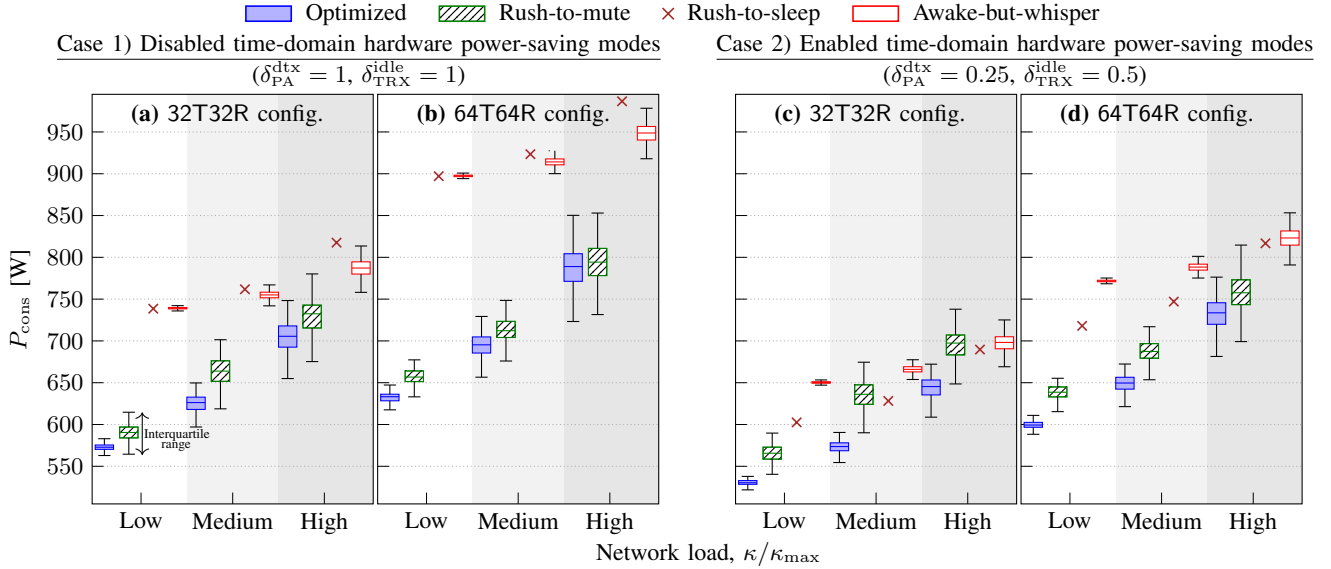 Optimized Rush-to-mute Rush-to-sleep Awake-but-whisper
Case 1) Disabled time-domain hardware power-saving modes
(δ_PA^dtx = 1, δ_TRX^idle = 1)
Case 2) Enabled time-domain hardware power-saving modes
(δ_PA^dtx = 0.25, δ_TRX^idle = 0.5)
(a) 32T32R config.
(b) 64T64R config.
(c) 32T32R config.
(d) 64T64R config.
P_cons [W]
950
900
850
800
750
700
650
600
550
Interquartile
range
Low Medium High Low Medium High Low Medium High Low Medium High
Network load, κ/κ_max